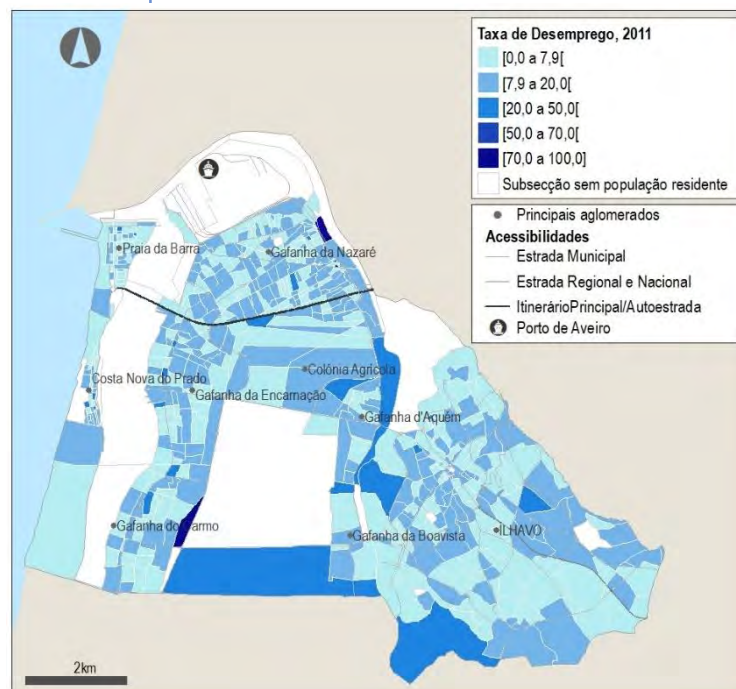 Taxa de Desemprego, 2011
[0,0 a 7,9[
[7,9 a 20,0[
[20,0 a 50,0[
[50,0 a 70,0[
[70,0 a 100,0]
Subsecção sem população residente
Principais aglomerados
Acessibilidades
Estrada Municipal
Estrada Regional e Nacional
ItinerárioPrincipal/Autoestrada
Porto de Aveiro
Praia da Barra
Gafanha da Nazaré
Colónia Agrícola
Costa Nova do Prado
Gafanha da Encarnação
Gafanha d'Aquém
Gafanha do Carmo
Gafanha da Boavista
ÍLHAVO
2km